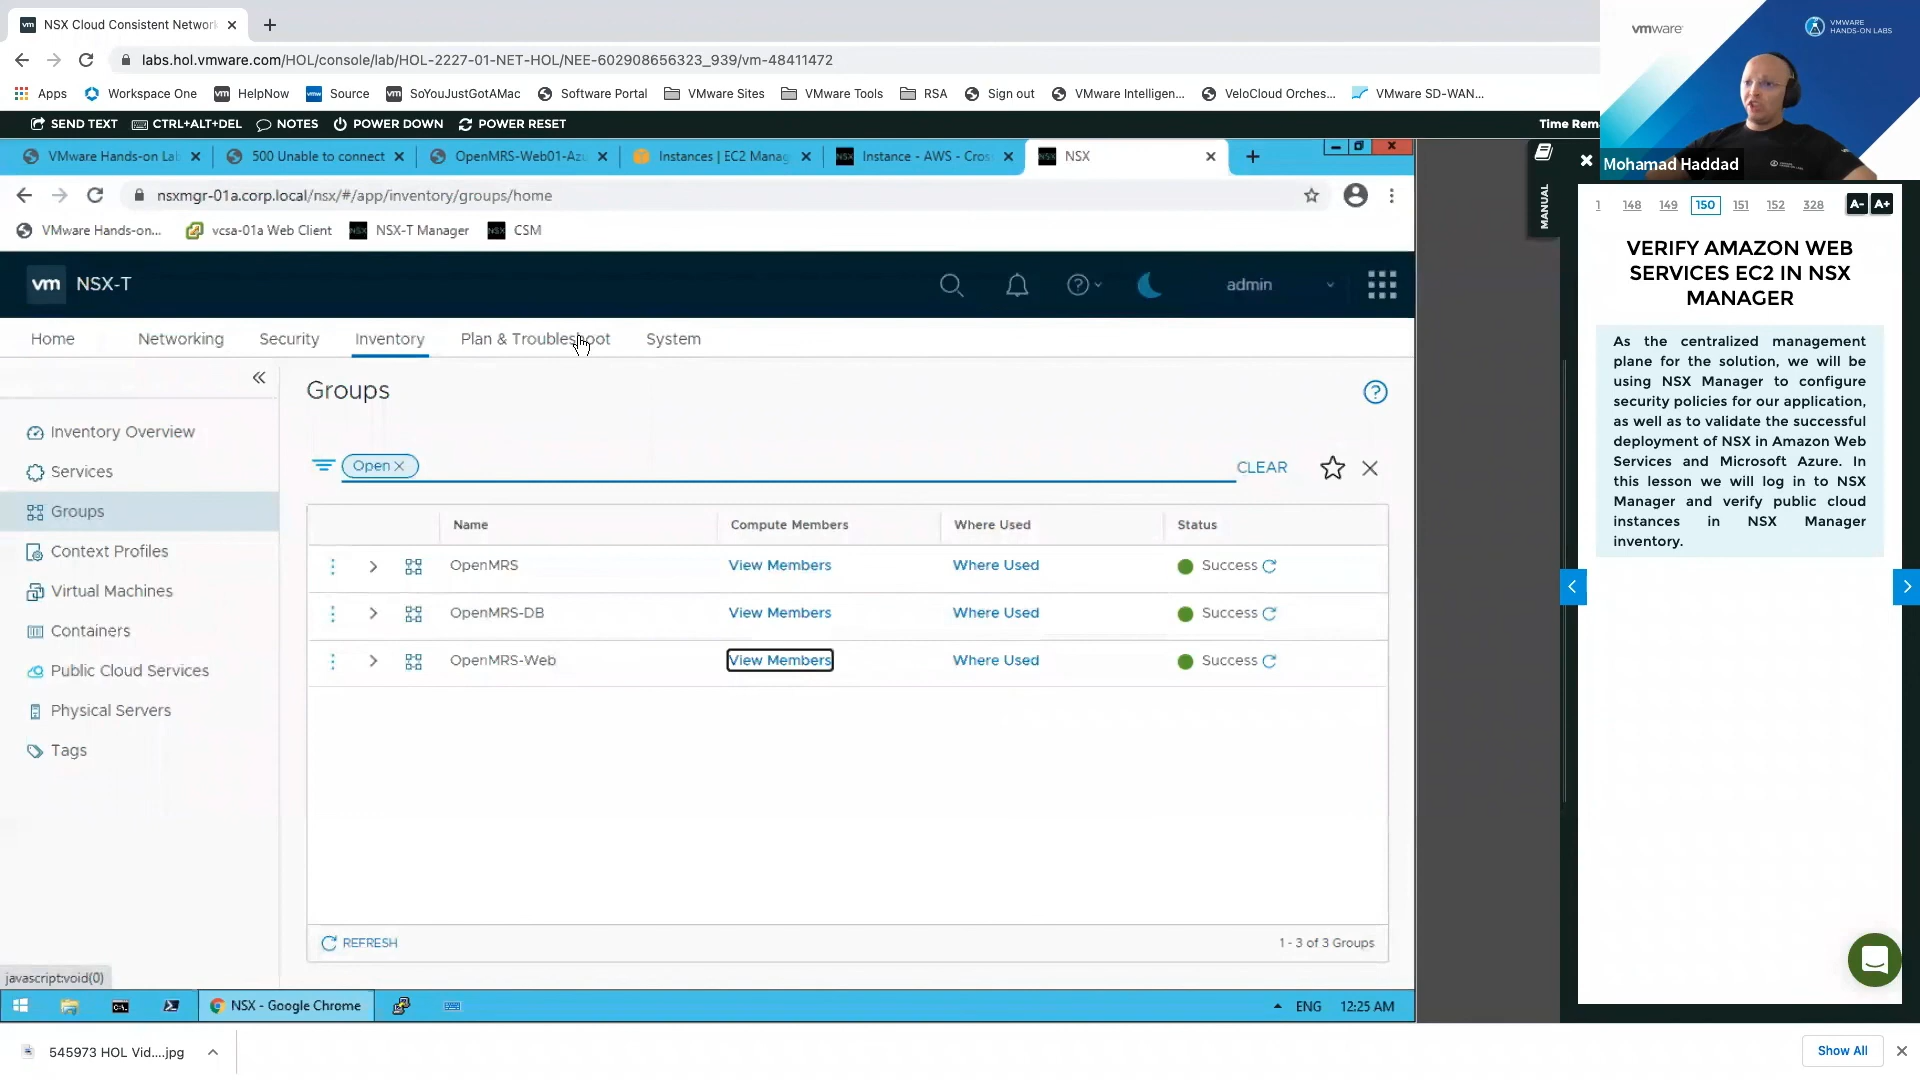 NSX Cloud Consistent Networ
labs.hol.vmware.com/HOL/console/lab/HOL-2227-01-NET-HOL/NEE-602908656323_939/vm-48411472
Apps
Workspace One
HelpNow
Source
SoYouJustGotAMac
Software Portal
VMware Sites
VMware Tools
RSA
Sign out
VMware Intelligen...
VeloCloud Orches...
VMware SD-WAN...
SEND TEXT
CTRL+ALT+DEL
NOTES
POWER DOWN
POWER RESET
Time Rem
VMware Hands-on La
500 Unable to connect
OpenMRS-Web01-Azu
Instances | EC2 Manag
Instance - AWS - Cros
NSX
nsxmgr-01a.corp.local/nsx/#/app/inventory/groups/home
VMware Hands-on...
vcsa-01a Web Client
NSX-T Manager
CSM
vm NSX-T
admin
Home
Networking
Security
Inventory
Plan & Troubleshoot
System
Inventory Overview
Services
Groups
Context Profiles
Virtual Machines
Containers
Public Cloud Services
Physical Servers
Tags
Groups
Open
CLEAR
Name Compute Members Where Used Status
OpenMRS View Members Where Used Success
OpenMRS-DB View Members Where Used Success
OpenMRS-Web View Members Where Used Success
REFRESH
1 - 3 of 3 Groups
javascript:void(0)
NSX - Google Chrome
ENG
12:25 AM
545973 HOL Vid....jpg
Show All
vmware
VMWARE
HANDS-ON LABS
Mohamad Haddad
MANUAL
1 148 149 150 151 152 328
A- A+
VERIFY AMAZON WEB
SERVICES EC2 IN NSX
MANAGER
As the centralized management
plane for the solution, we will be
using NSX Manager to configure
security policies for our application,
as well as to validate the successful
deployment of NSX in Amazon Web
Services and Microsoft Azure. In
this lesson we will log in to NSX
Manager and verify public cloud
instances in NSX Manager
inventory.